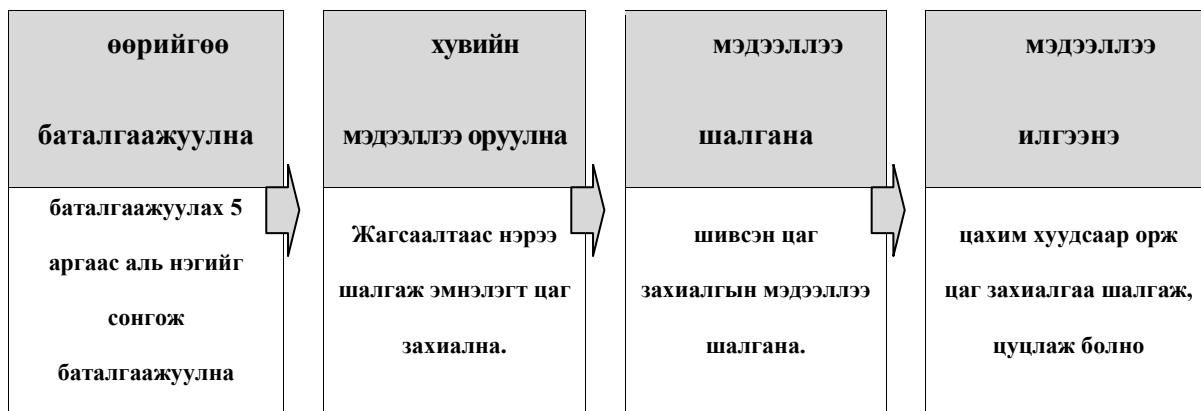 өөрийгөө
баталгаажуулна
баталгаажуулах 5
аргаас аль нэгийг
сонгож
баталгаажуулна
хувийн
мэдээллээ оруулна
Жагсаалтаас нэрээ
шалгаж эмнэлэгт цаг
захиална.
мэдээллээ
шалгана
шивсэн цаг
захиалгын мэдээллээ
шалгана.
мэдээллээ
илгээнэ
цахим хуудсаар орж
цаг захиалгаа шалгаж,
цуцлаж болно